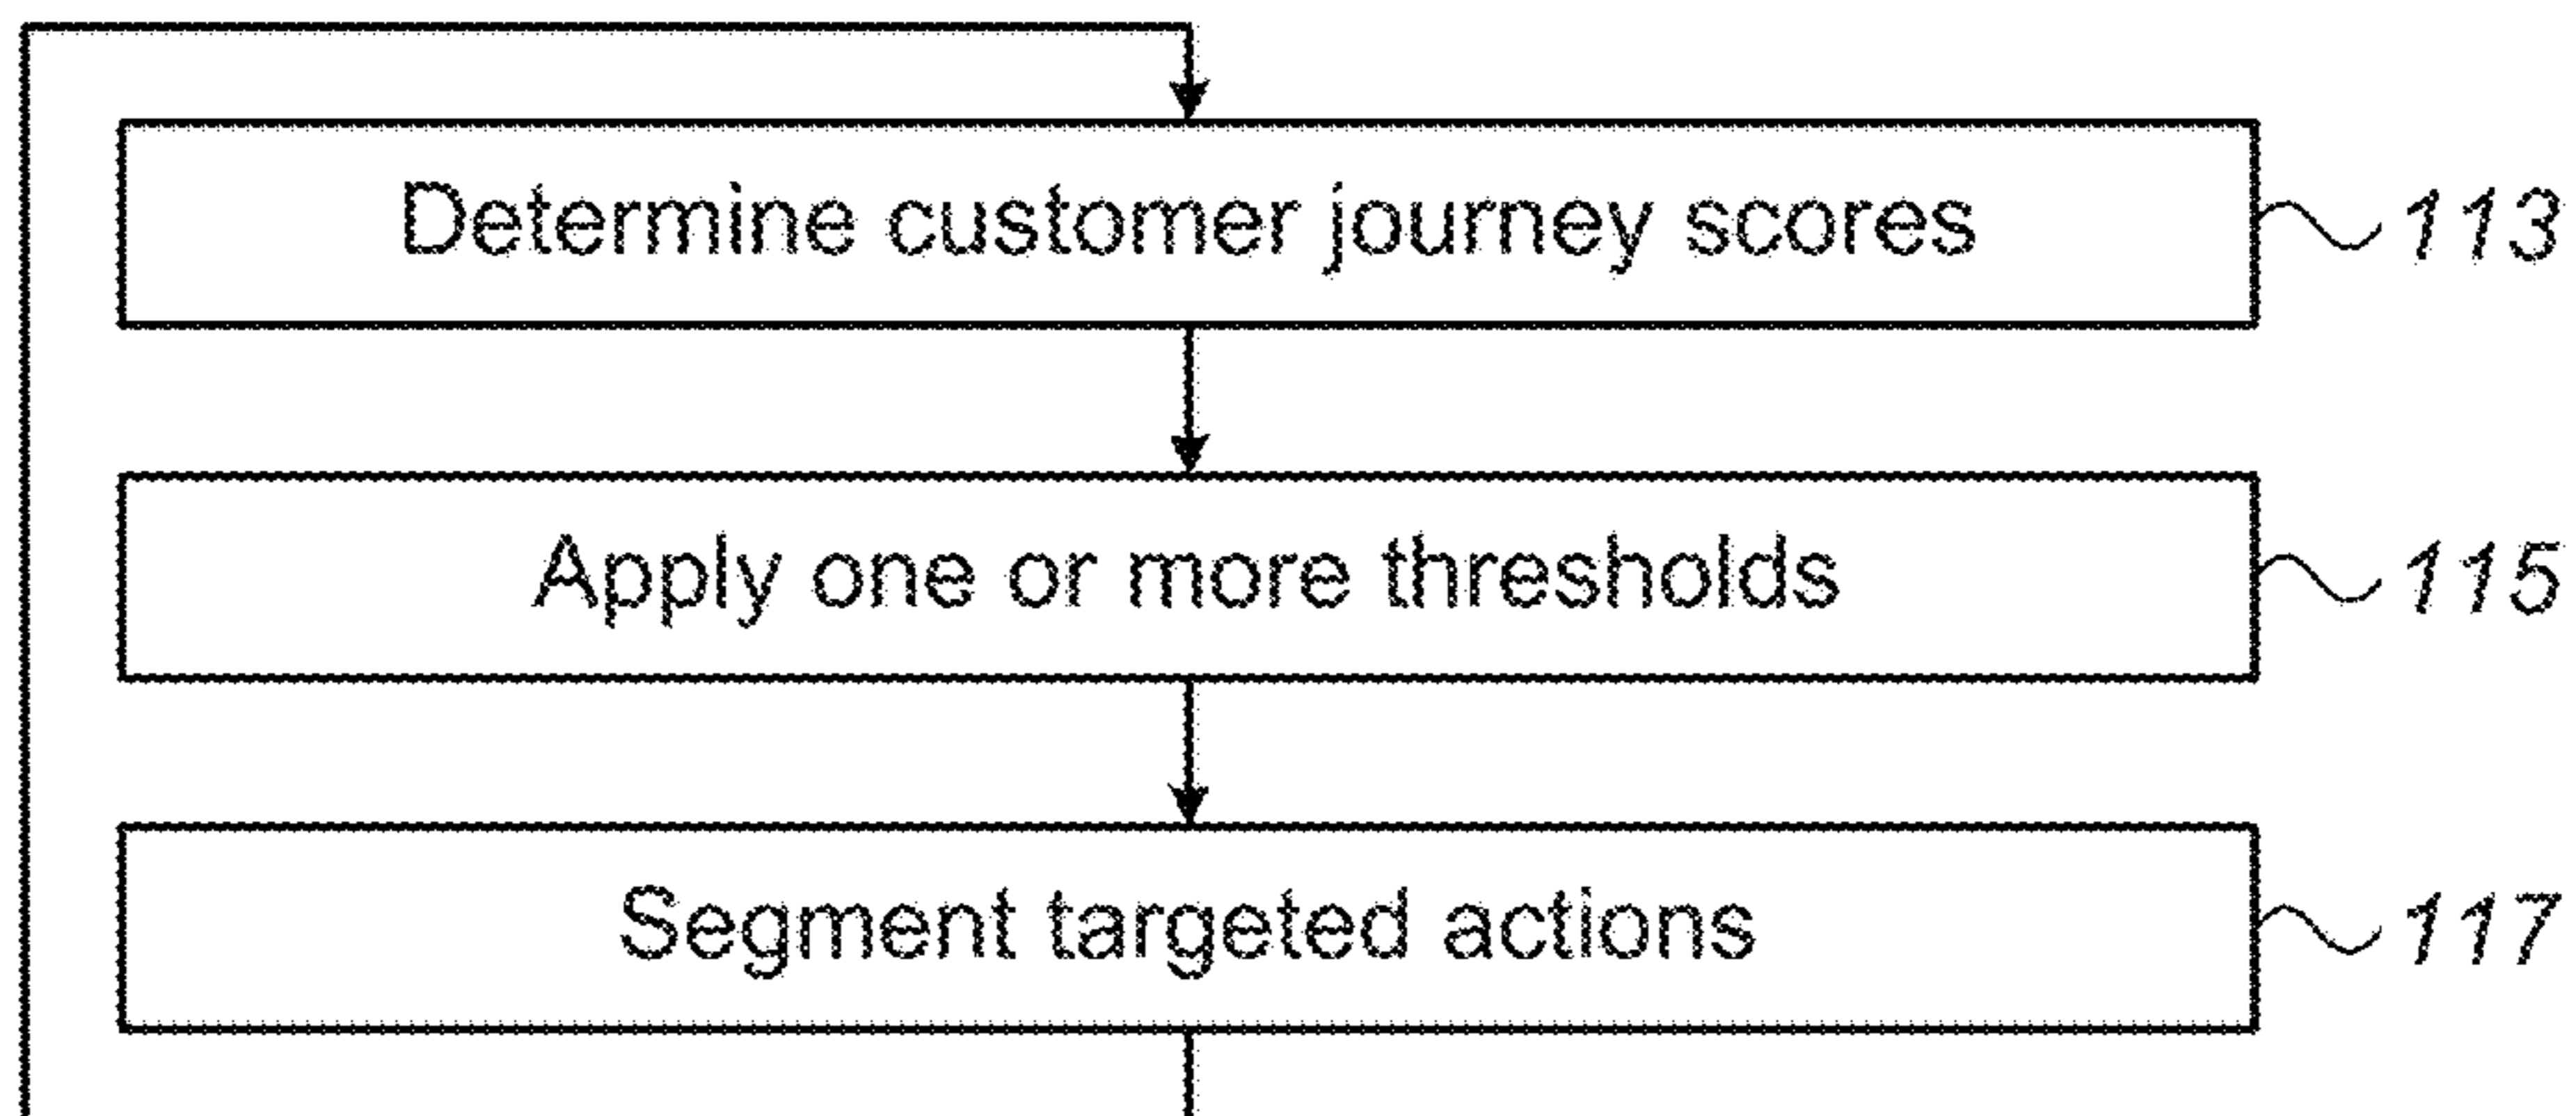 Determine customer journey scores 113
Apply one or more thresholds 115
Segment targeted actions 117